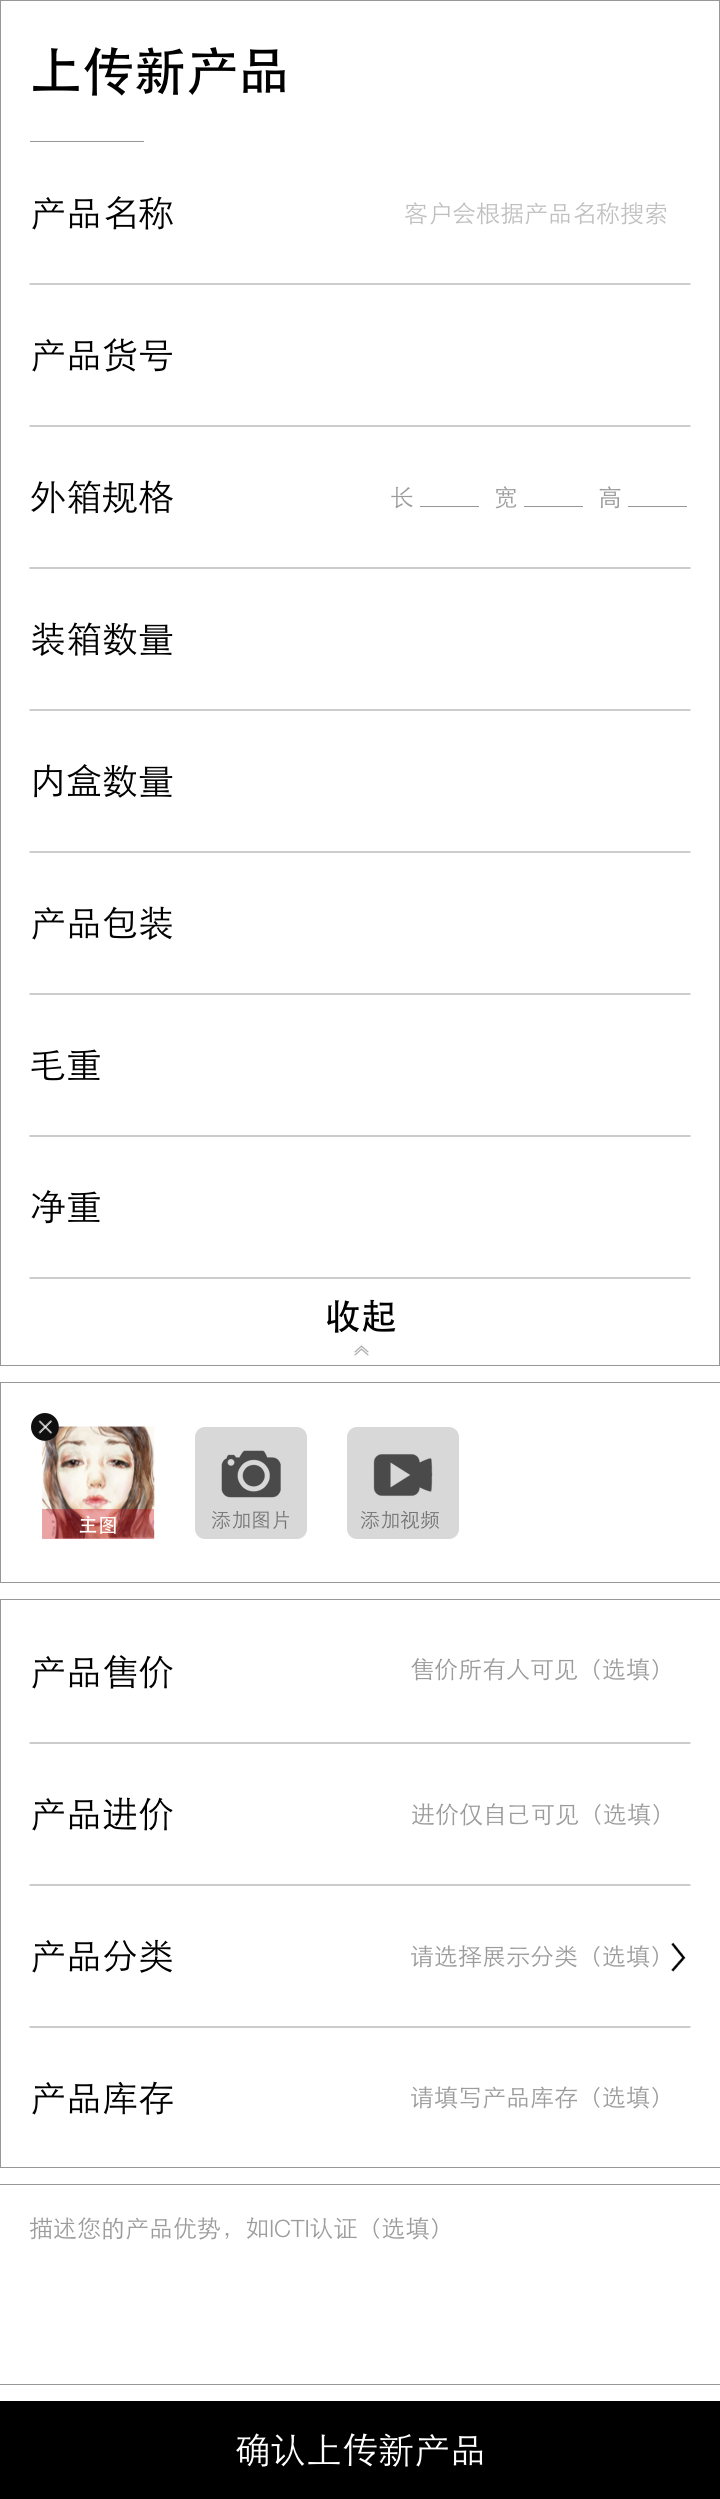 上传新产品
产品名称 客户会根据产品名称搜索
产品货号
外箱规格 长 宽 高
装箱数量
内盒数量
产品包装
毛重
净重
收起
主图 添加图片 添加视频
产品售价 售价所有人可见（选填）
产品进价 进价仅自己可见（选填）
产品分类 请选择展示分类（选填）
产品库存 请填写产品库存（选填）
描述您的产品优势，如ICTI认证（选填）
确认上传新产品